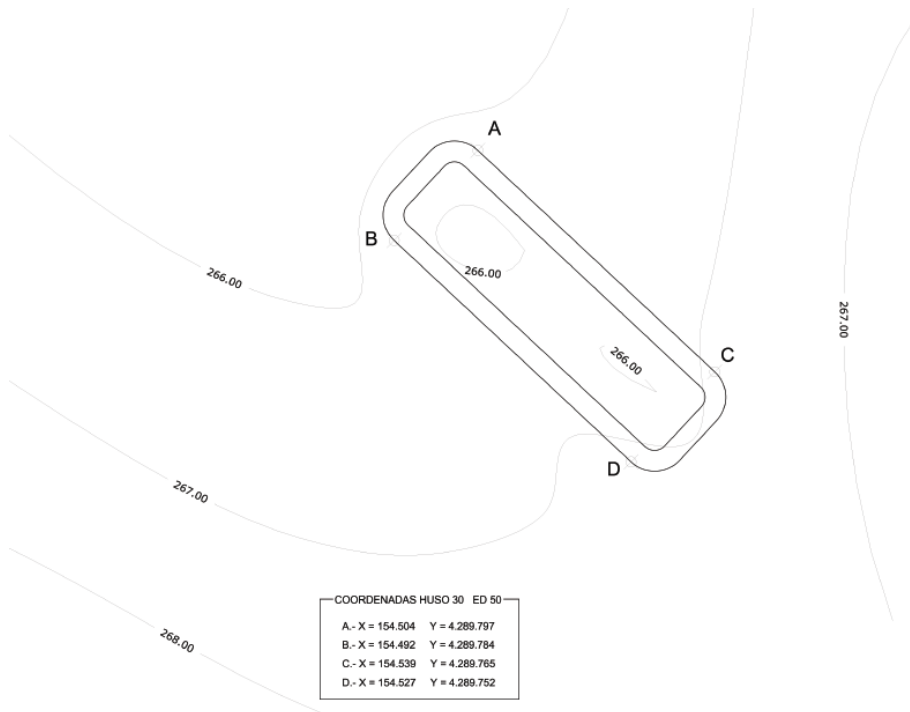 A
B
266.00
266.00
267.00
266.00
C
D
267.00
268.00
COORDENADAS HUSO 30 ED 50
A.- X = 154.504 Y = 4.289.797
B.- X = 154.492 Y = 4.289.784
C.- X = 154.539 Y = 4.289.765
D.- X = 154.527 Y = 4.289.752